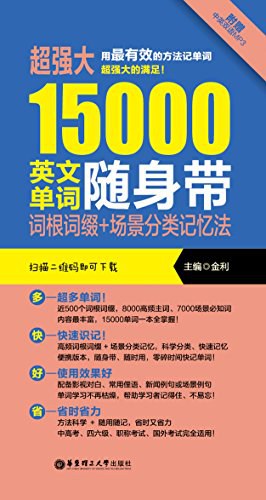 附赠
中英双语MP3
超强大
用最有效的方法记单词
超强大的满足！
15000
英文
单词
随身带
词根词缀+场景分类记忆法
主编◎金利
扫描二维码即可下载
多—超多单词！
近500个词根词缀，8000高频主词、7000场景必知词
内容最丰富，15000单词一本全掌握！
快—快速识记！
高频词根词缀+场景分类记忆，科学分类、快速记忆
便携版本，随身带、随时用，零碎时间快记单词！
好—使用效果好
配备影视对白、常用俚语、新闻例句或场景例句
单词学习不再枯燥，帮助学习者记得住、不易忘！
省—省时省力
方法科学+随用随记，省时又省力
中高考、四六级、职称考试、国外考试完全适用！
华东理工大学出版社